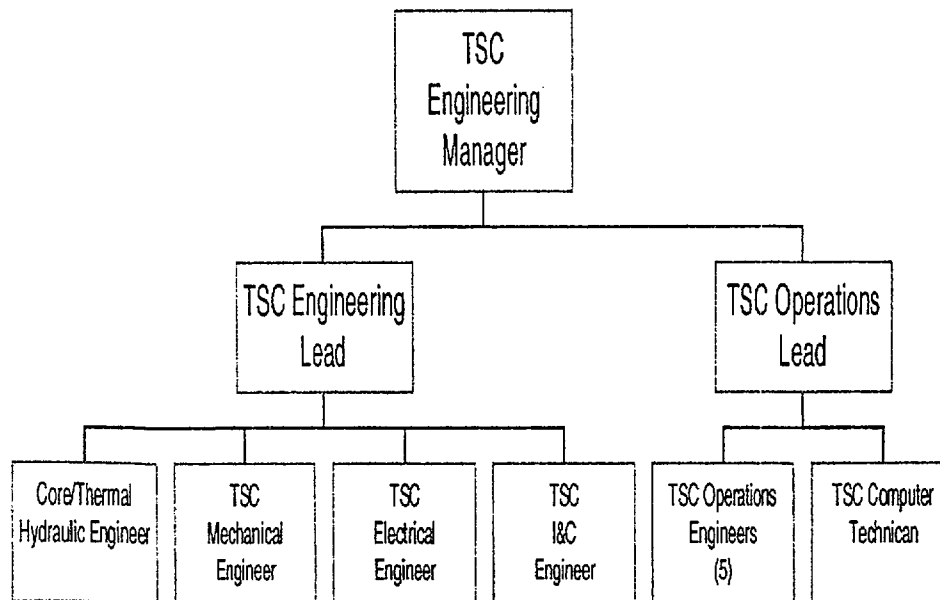 TSC
Engineering
Manager
TSC Engineering
Lead
TSC Operations
Lead
Core/Thermal
Hydraulic Engineer
TSC
Mechanical
Engineer
TSC
Electrical
Engineer
TSC
I&C
Engineer
TSC Operations
Engineers
(5)
TSC Computer
Technican